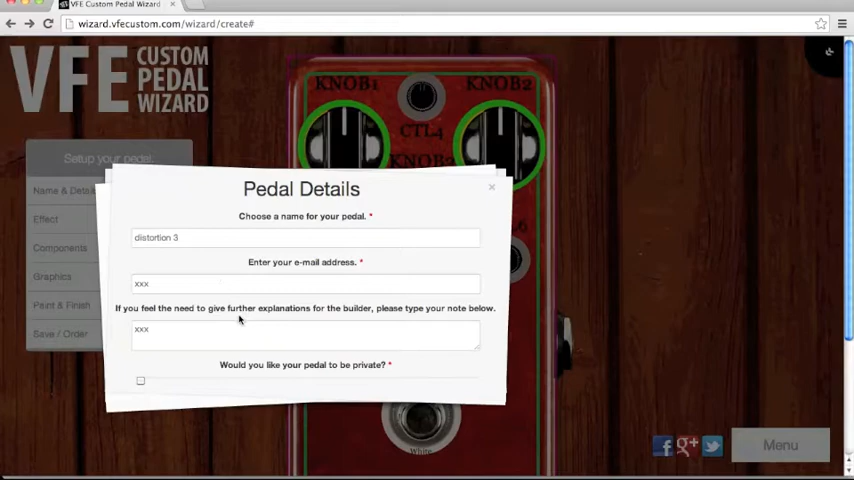 VFE Custom Pedal Wizard
wizard.vfecustom.com/wizard/create#
VFE CUSTOM PEDAL WIZARD
KNOB1
KNOB2
CTL4
Setup your pedal.
Name & Details
Effect
Components
Graphics
Paint & Finish
Save / Order
Pedal Details
×
Choose a name for your pedal. *
distortion 3
Enter your e-mail address. *
xxx
If you feel the need to give further explanations for the builder, please type your note below.
xxx
Would you like your pedal to be private? *
White
Menu